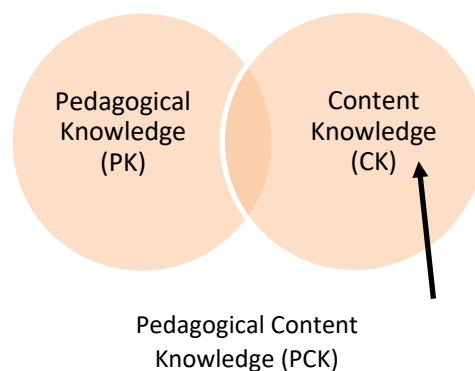 Pedagogical
Knowledge
(PK)
Content
Knowledge
(CK)
Pedagogical Content
Knowledge (PCK)